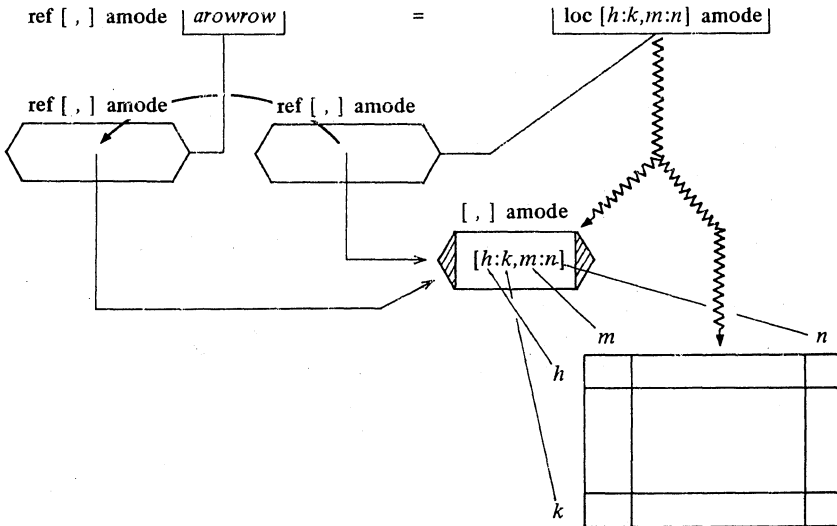 ref [ , ] amode arowrow = loc [h:k,m:n] amode
ref [ , ] amode ref [ , ] amode
[ , ] amode
[h:k,m:n]
m n
h
k